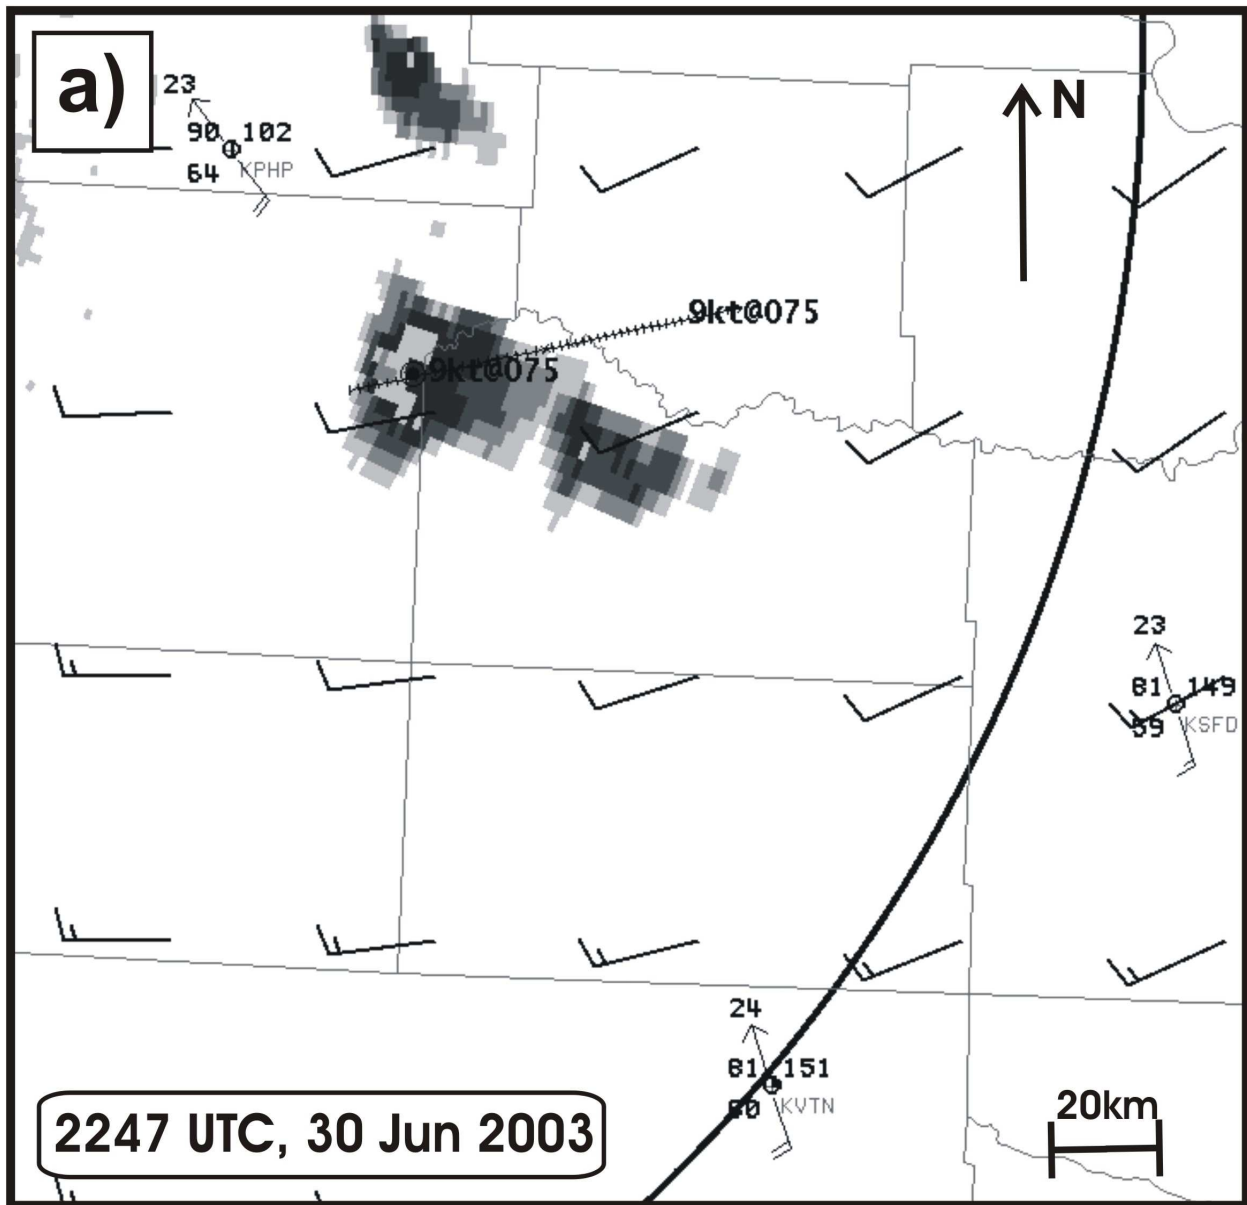 a)
23
90 102
64 KPHP
N
9kt@075
9kt@075
23
81 149
59 KSFD
24
81 151
60 KVTN
20km
2247 UTC, 30 Jun 2003